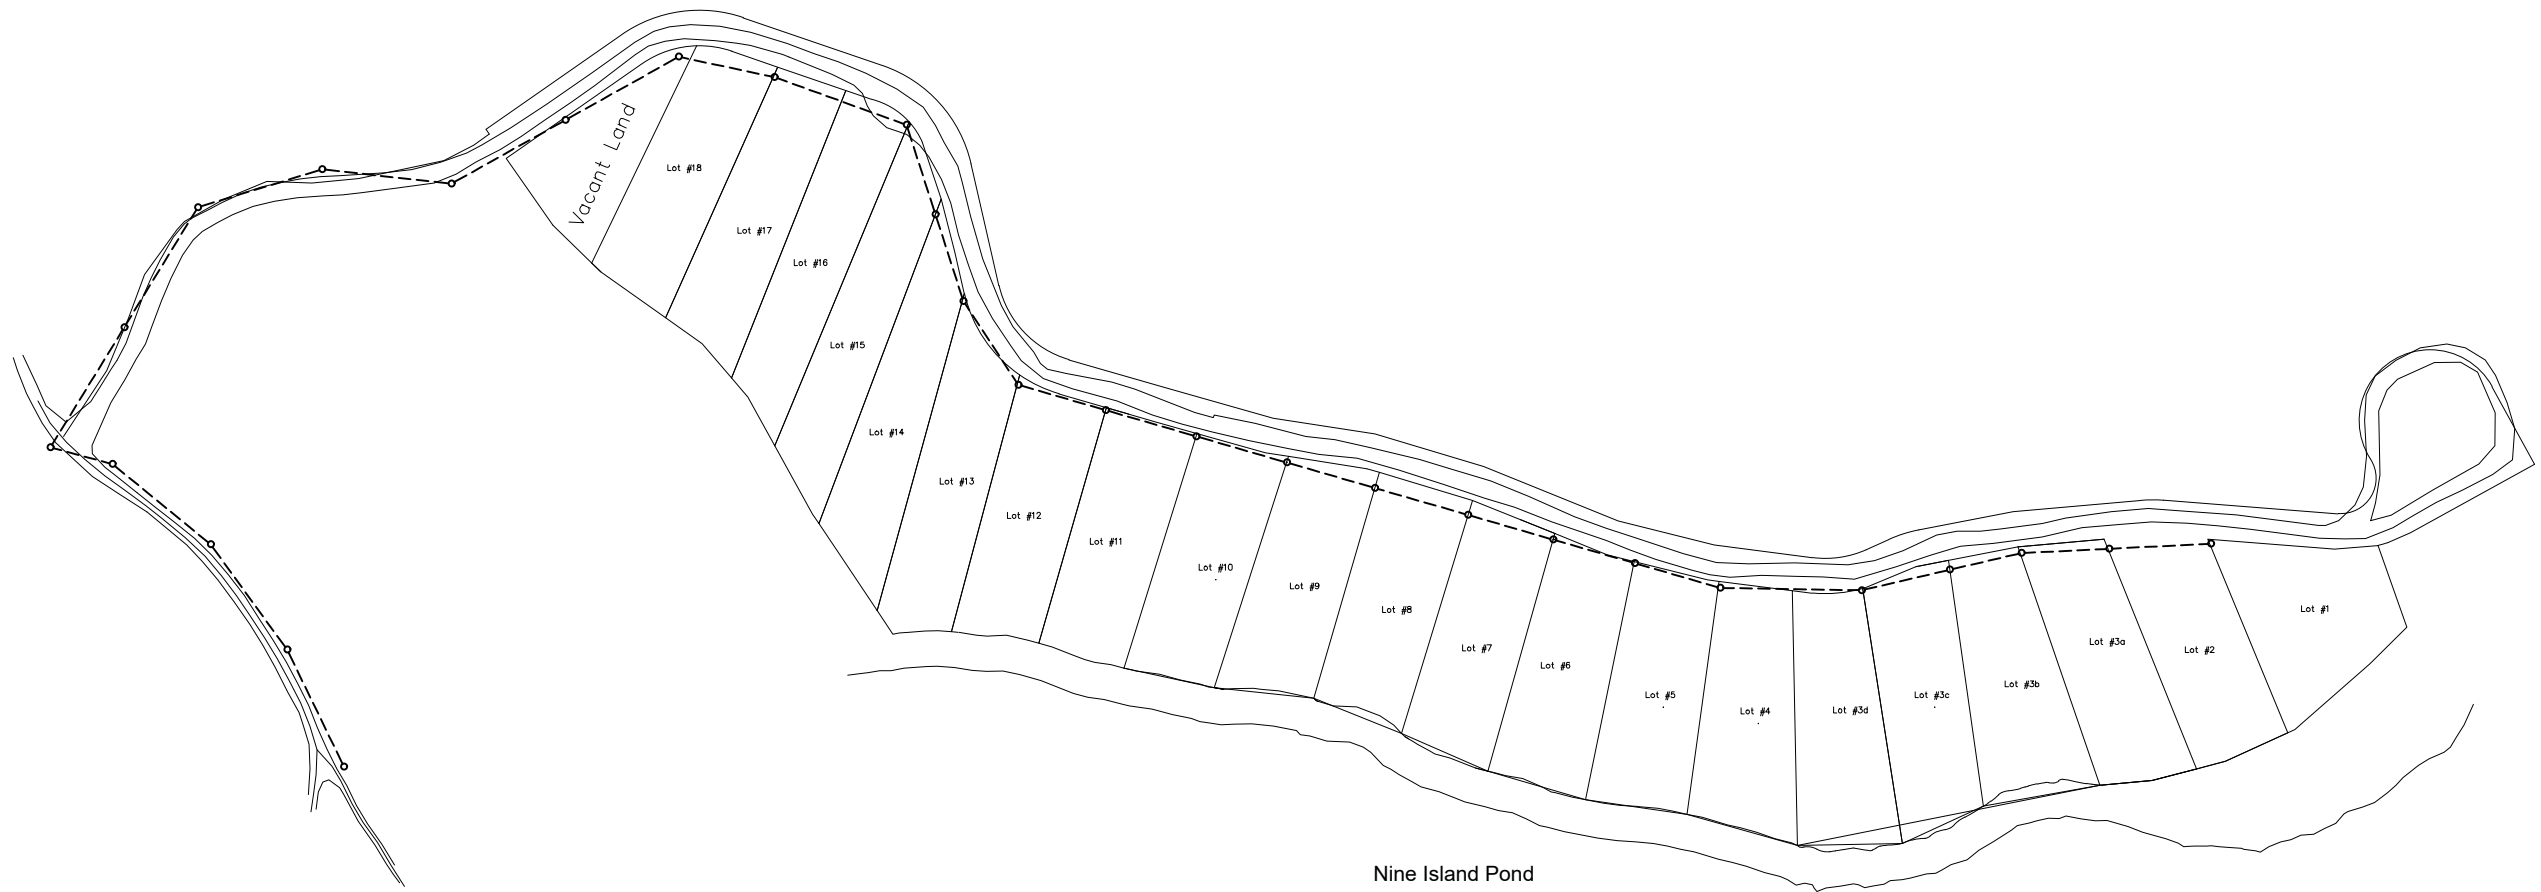 Vacant Land
Lot #18
Lot #17
Lot #16
Lot #15
Lot #14
Lot #13
Lot #12
Lot #11
Lot #10
Lot #9
Lot #8
Lot #7
Lot #6
Lot #5
Lot #4
Lot #3d
Lot #3c
Lot #3b
Lot #3a
Lot #2
Lot #1
Nine Island Pond